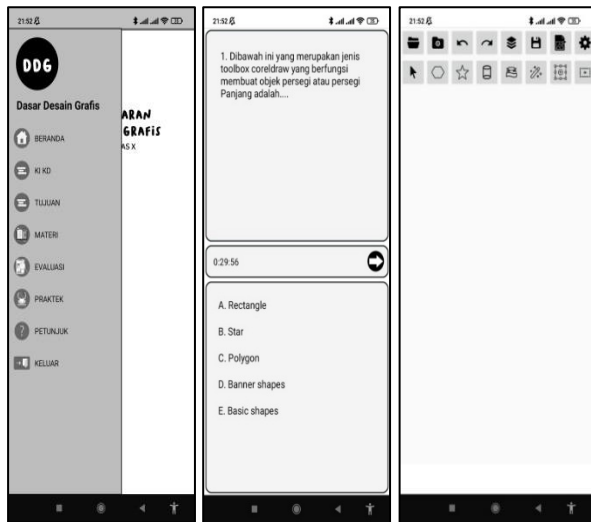 21:52
DDG
Dasar Desain Grafis
ARAN
GRAFIS
AS X
BERANDA
KI KD
TUJUAN
MATERI
EVALUASI
PRAKTEK
PETUNJUK
KELUAR
21:52
1. Dibawah ini yang merupakan jenis
toolbox coreldraw yang berfungsi
membuat objek persegi atau persegi
Panjang adalah....
0:29:56
A. Rectangle
B. Star
C. Polygon
D. Banner shapes
E. Basic shapes
21:52